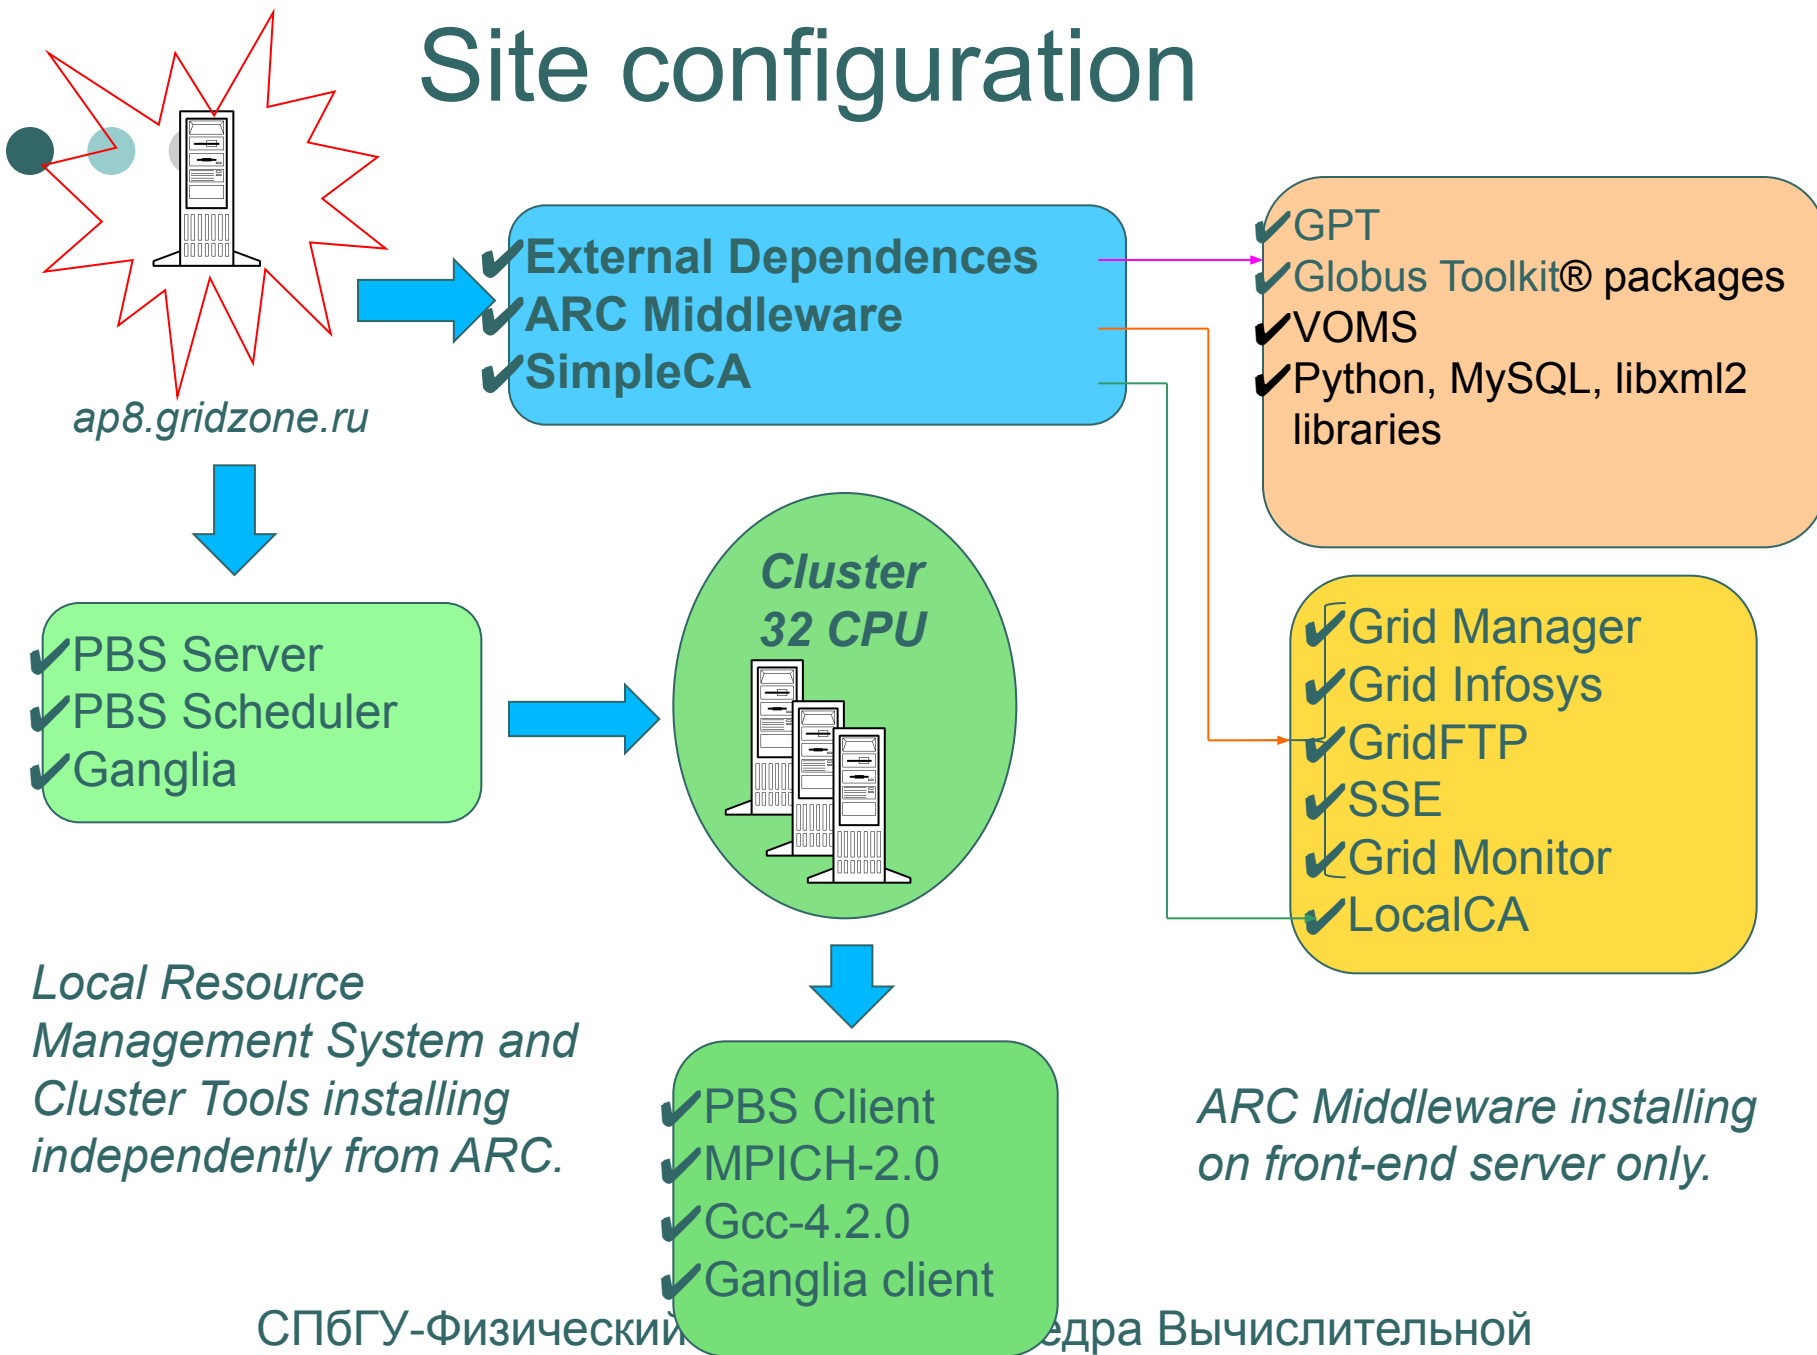 Site configuration
ap8.gridzone.ru
✔External Dependences
✔ARC Middleware
✔SimpleCA
✔GPT
✔Globus Toolkit® packages
✔VOMS
✔Python, MySQL, libxml2
libraries
✔PBS Server
✔PBS Scheduler
✔Ganglia
Cluster
32 CPU
✔Grid Manager
✔Grid Infosys
✔GridFTP
✔SSE
✔Grid Monitor
✔LocalCA
Local Resource
Management System and
Cluster Tools installing
independently from ARC.
✔PBS Client
✔MPICH-2.0
✔Gcc-4.2.0
✔Ganglia client
ARC Middleware installing
on front-end server only.
СПбГУ-Физический Вычислительной